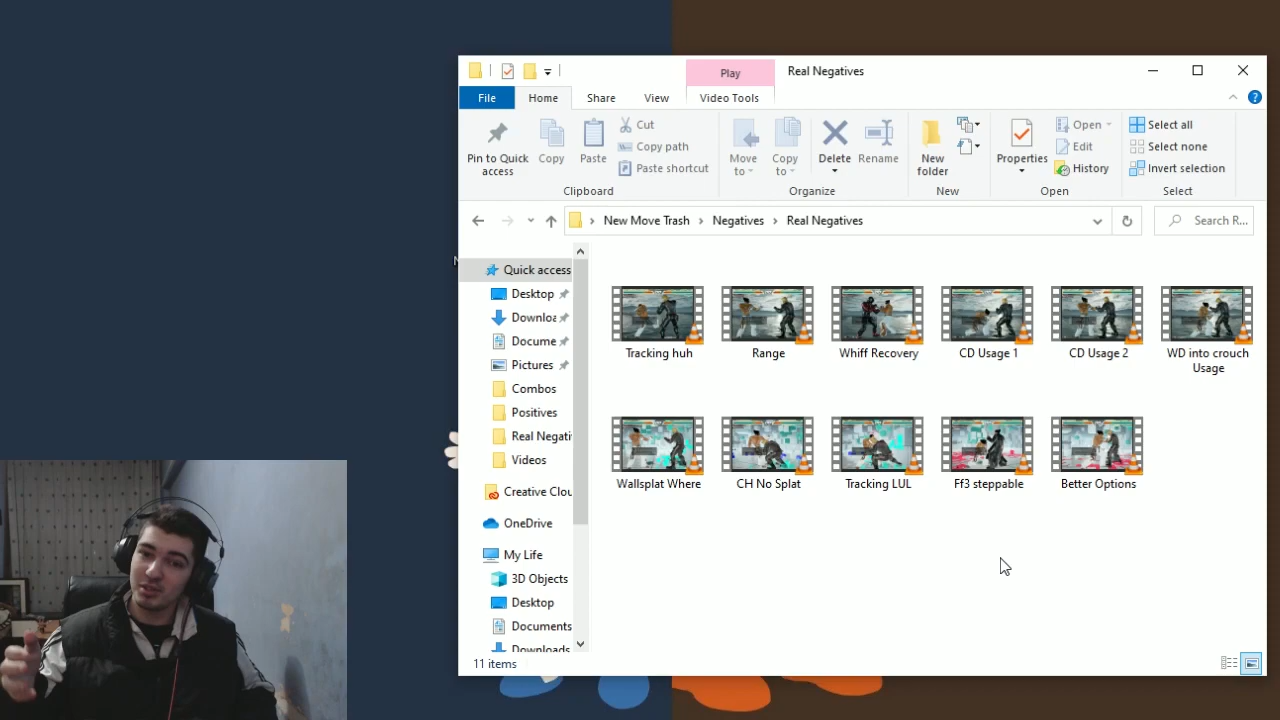 Play
Real Negatives
File
Home
Share
View
Video Tools
Pin to Quick access
Copy
Paste
Cut
Copy path
Paste shortcut
Clipboard
Move to
Copy to
Delete
Rename
Organize
New folder
New
Properties
Open
Edit
History
Open
Select all
Select none
Invert selection
Select
New Move Trash
Negatives
Real Negatives
Search R...
Quick access
Desktop
Downloa
Docume
Pictures
Combos
Positives
Real Negati
Videos
Creative Clou
OneDrive
My Life
3D Objects
Desktop
Documents
Downloads
Tracking huh
Range
Whiff Recovery
CD Usage 1
CD Usage 2
WD into crouch
Usage
Wallsplat Where
CH No Splat
Tracking LUL
Ff3 steppable
Better Options
11 items